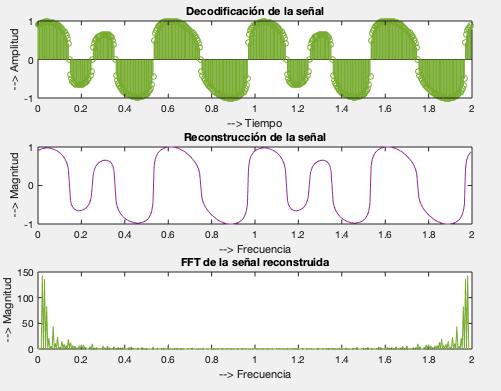 Decodificación de la señal
--> Amplitud
1
0
-1
0 0.2 0.4 0.6 0.8 1 1.2 1.4 1.6 1.8 2
--> Tiempo
Reconstrucción de la señal
--> Magnitud
1
0
-1
0 0.2 0.4 0.6 0.8 1 1.2 1.4 1.6 1.8 2
--> Frecuencia
FFT de la señal reconstruida
--> Magnitud
150
100
50
0
0 0.2 0.4 0.6 0.8 1 1.2 1.4 1.6 1.8 2
--> Frecuencia